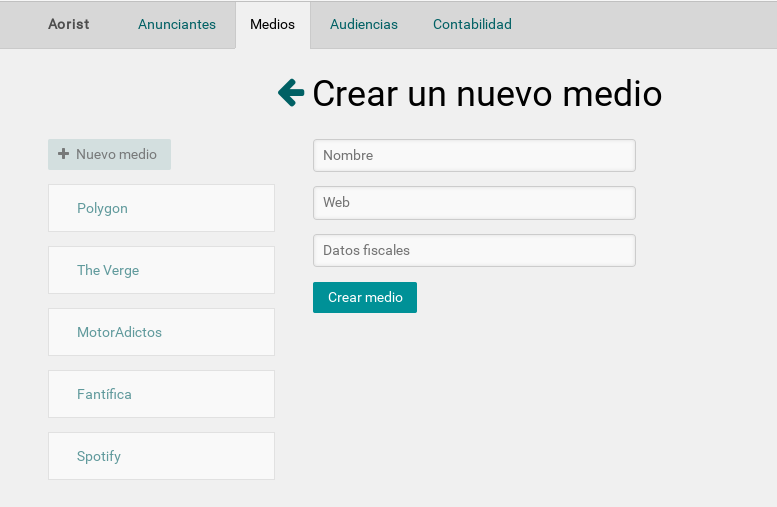 Aorist Anunciantes Medios Audiencias Contabilidad
Crear un nuevo medio
Nuevo medio
Polygon
The Verge
MotorAdictos
Fantífica
Spotify
Nombre
Web
Datos fiscales
Crear medio